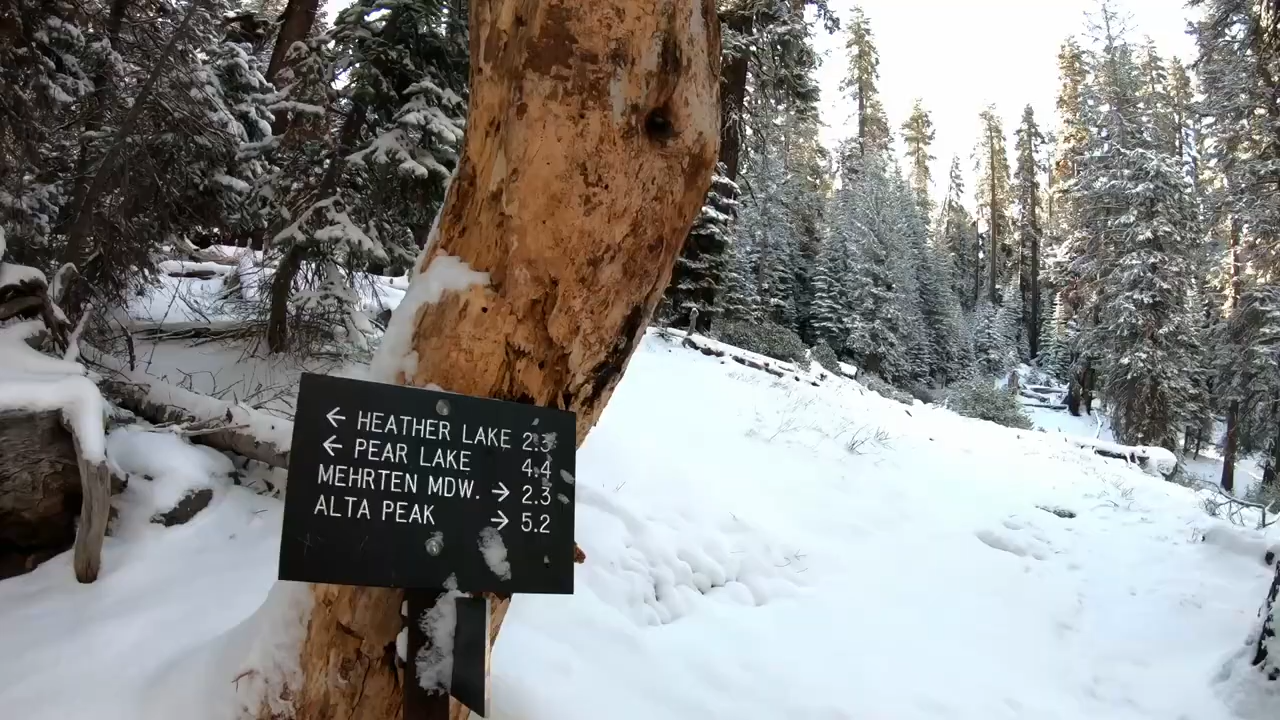 ← HEATHER LAKE 2.3
← PEAR LAKE 4.4
MEHRTEN MDW. → 2.3
ALTA PEAK → 5.2